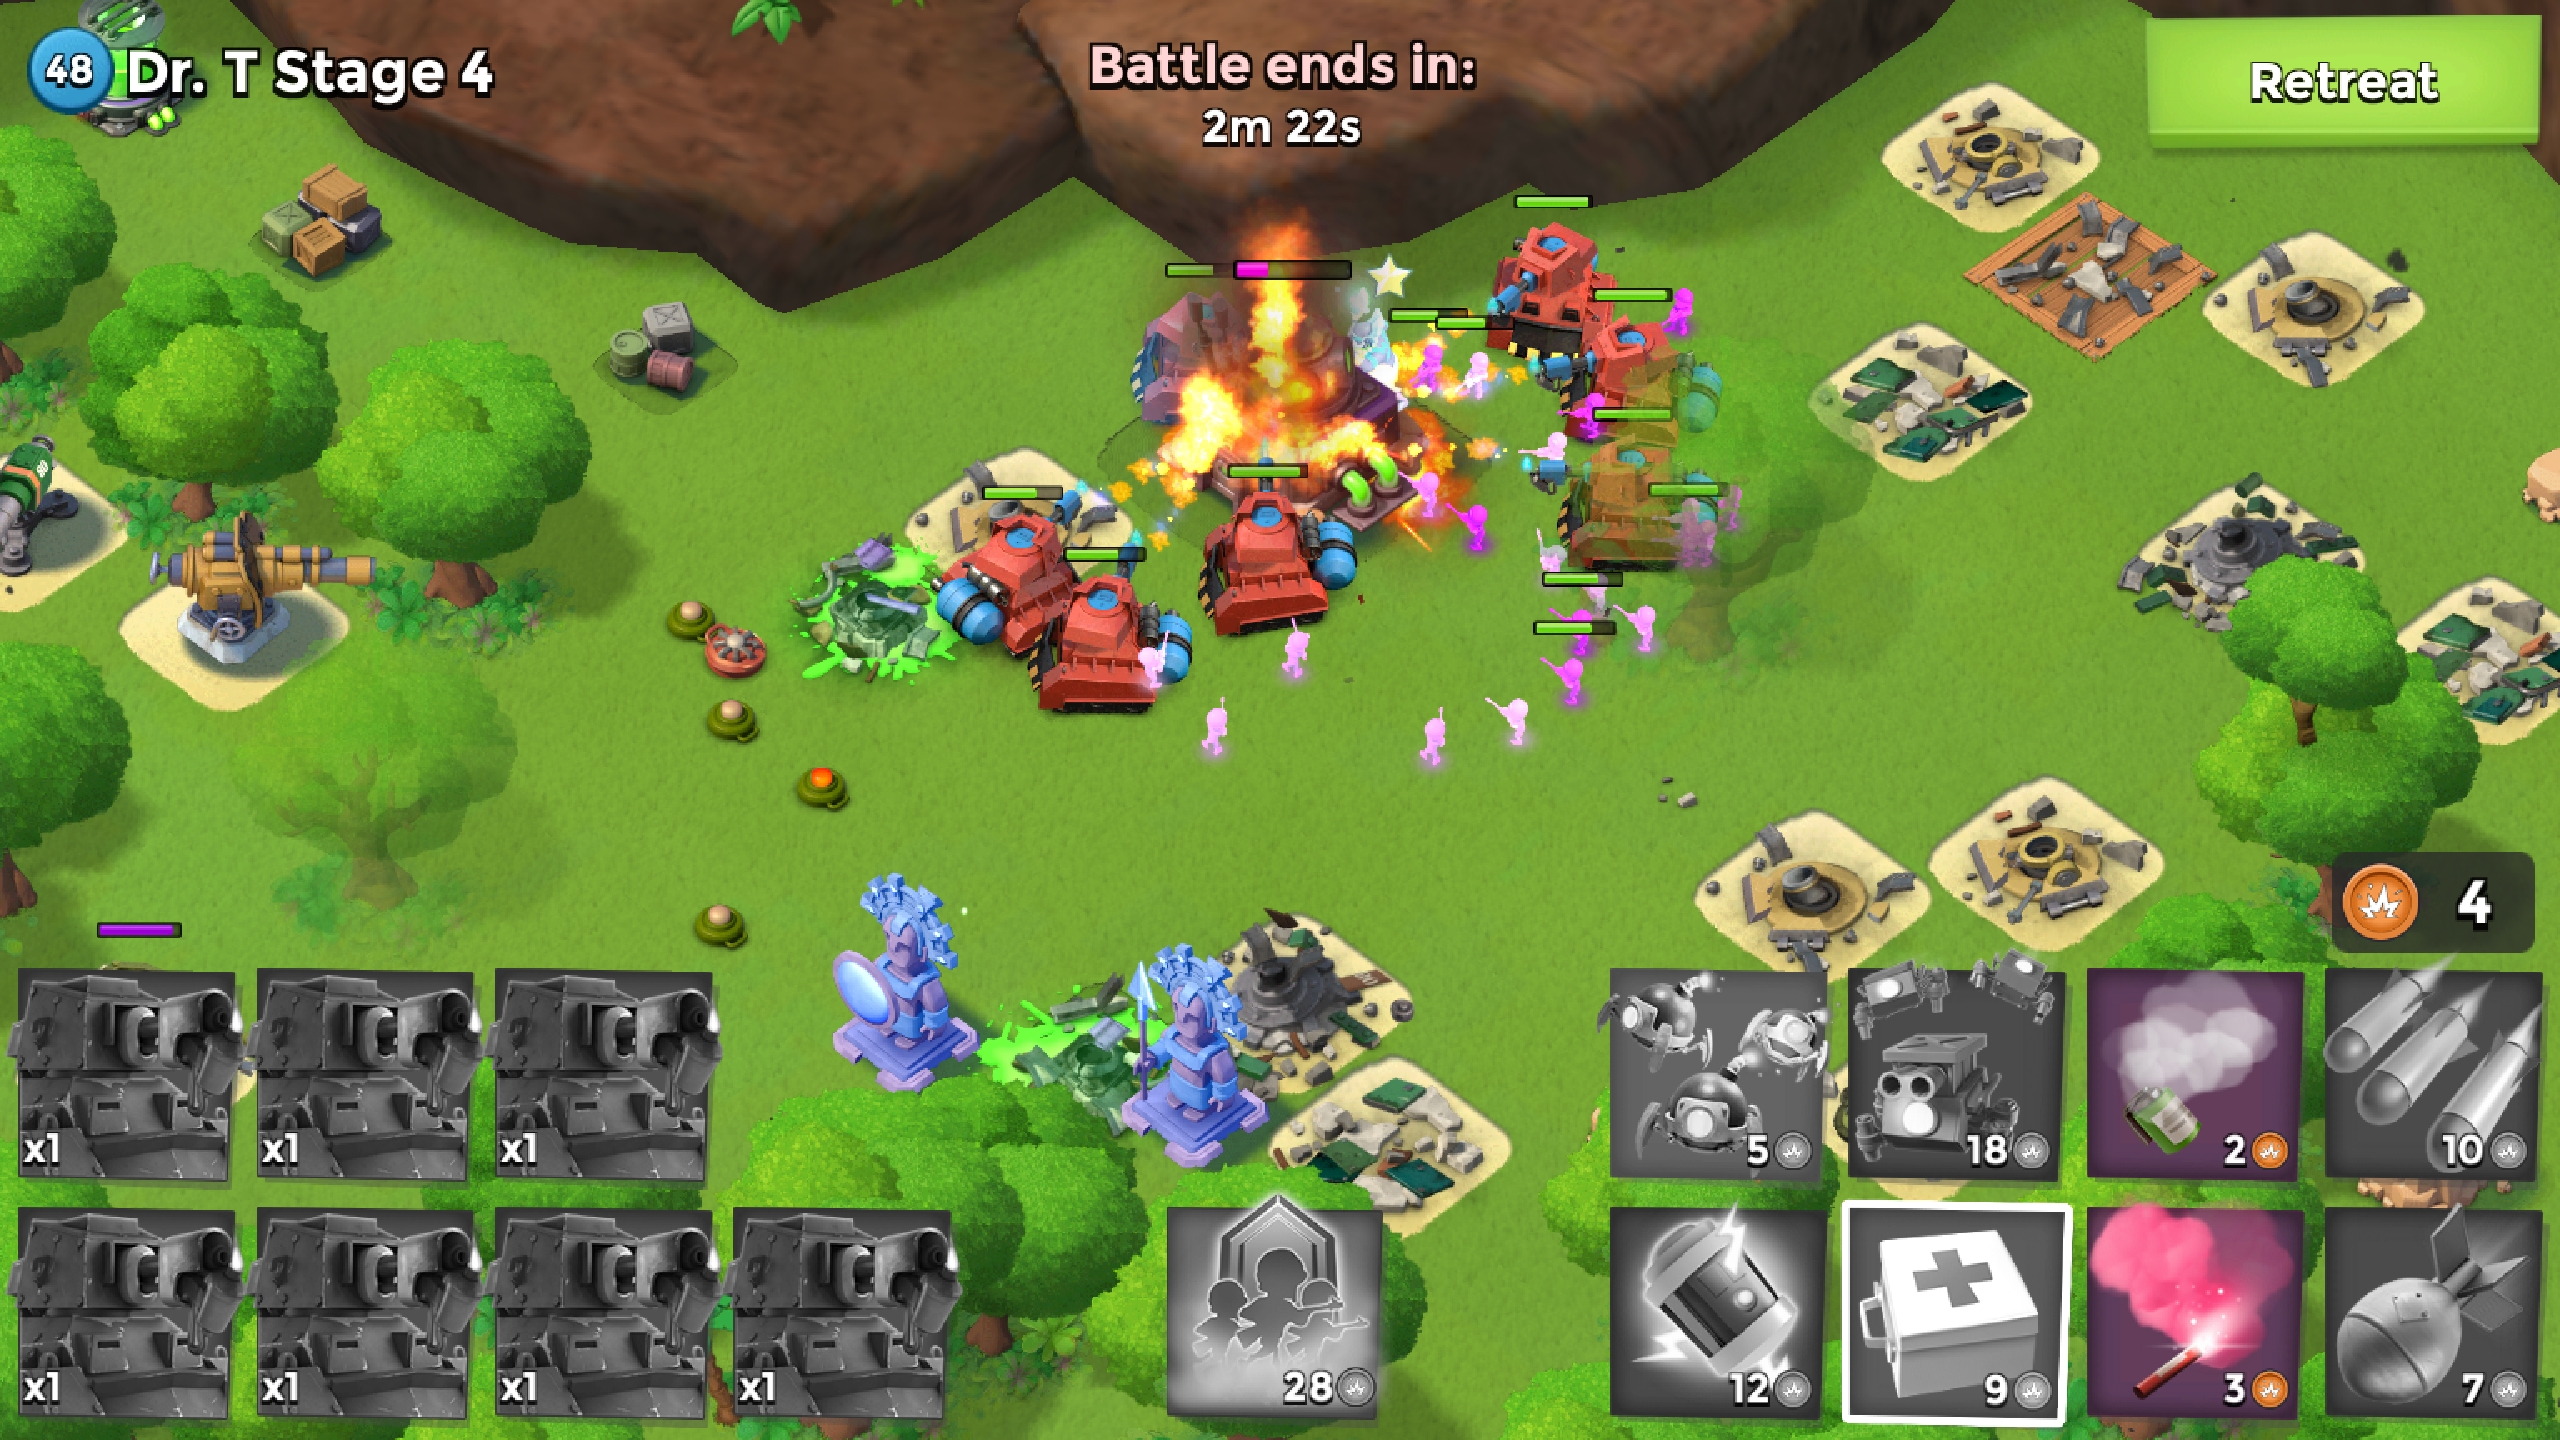 48 Dr. T Stage 4
Battle ends in:
2m 22s
Retreat
4
x1 x1 x1
5 18 2 10
x1 x1 x1 x1
28
12 9 3 7